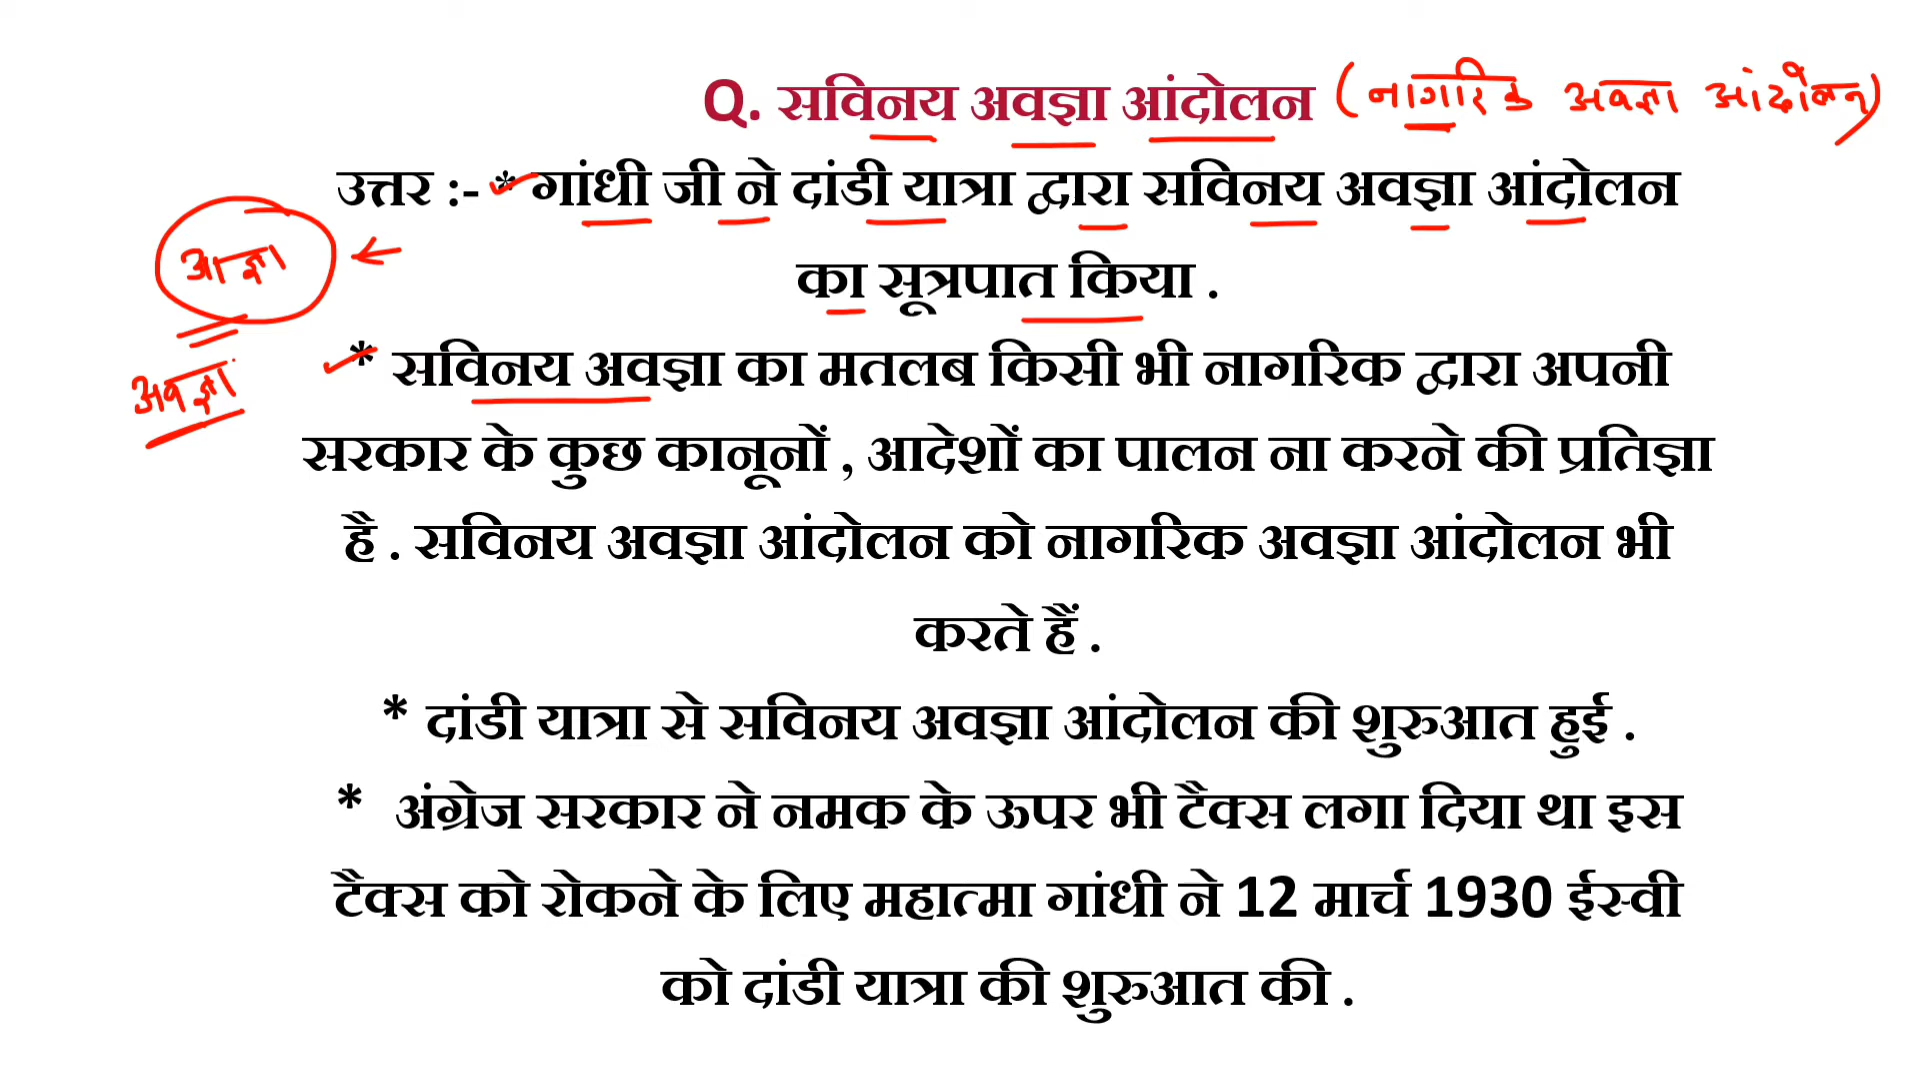 Q. सविनय अवज्ञा आंदोलन (नागरिक अवज्ञा आंदोलन)
उत्तर :- * गांधी जी ने दांडी यात्रा द्वारा सविनय अवज्ञा आंदोलन
आज्ञा ←
का सूत्रपात किया .
* सविनय अवज्ञा का मतलब किसी भी नागरिक द्वारा अपनी
अवज्ञा
सरकार के कुछ कानूनों , आदेशों का पालन ना करने की प्रतिज्ञा
है . सविनय अवज्ञा आंदोलन को नागरिक अवज्ञा आंदोलन भी
करते हैं .
* दांडी यात्रा से सविनय अवज्ञा आंदोलन की शुरुआत हुई .
* अंग्रेज सरकार ने नमक के ऊपर भी टैक्स लगा दिया था इस
टैक्स को रोकने के लिए महात्मा गांधी ने 12 मार्च 1930 ईस्वी
को दांडी यात्रा की शुरुआत की .